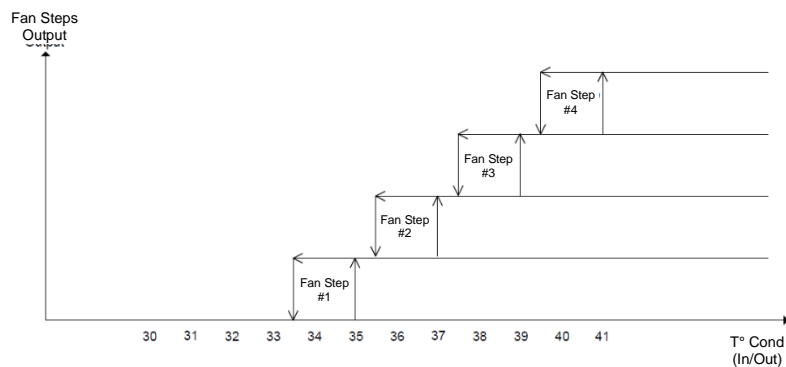 Fan Steps
Output
Output
Fan Step
#4
Fan Step
#3
Fan Step
#2
Fan Step
#1
30 31 32 33 34 35 36 37 38 39 40 41
T° Cond
(In/Out)